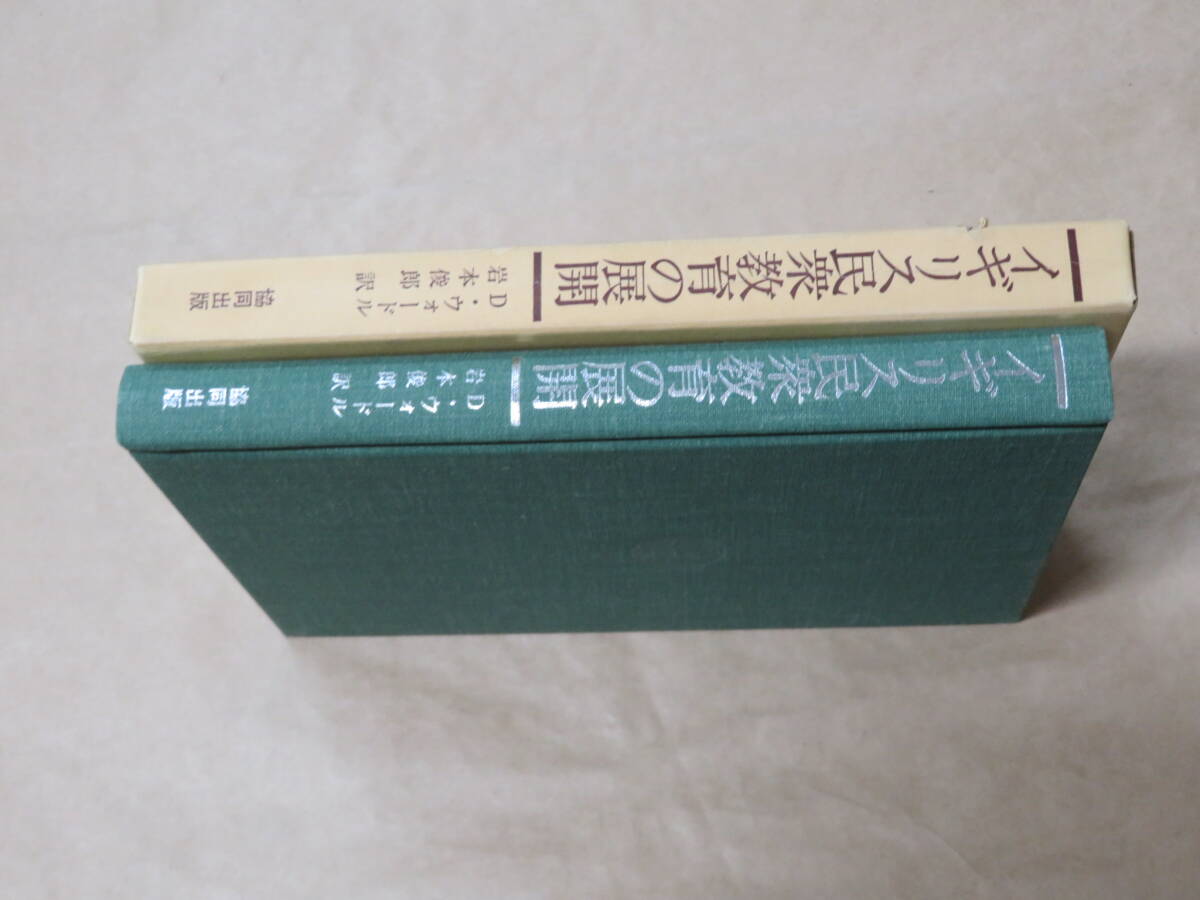 イギリス民衆教育の展開
D・ウォードル
岩本俊郎 訳
協同出版
イギリス民衆教育の展開
D・ウォードル
岩本俊郎 訳
協同出版